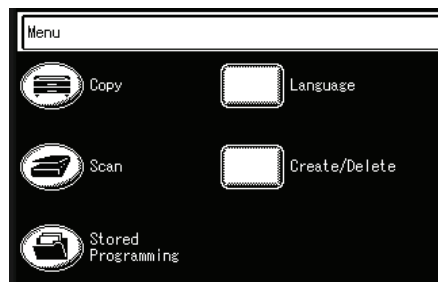 Menu
Copy
Language
Scan
Create/Delete
Stored
Programming